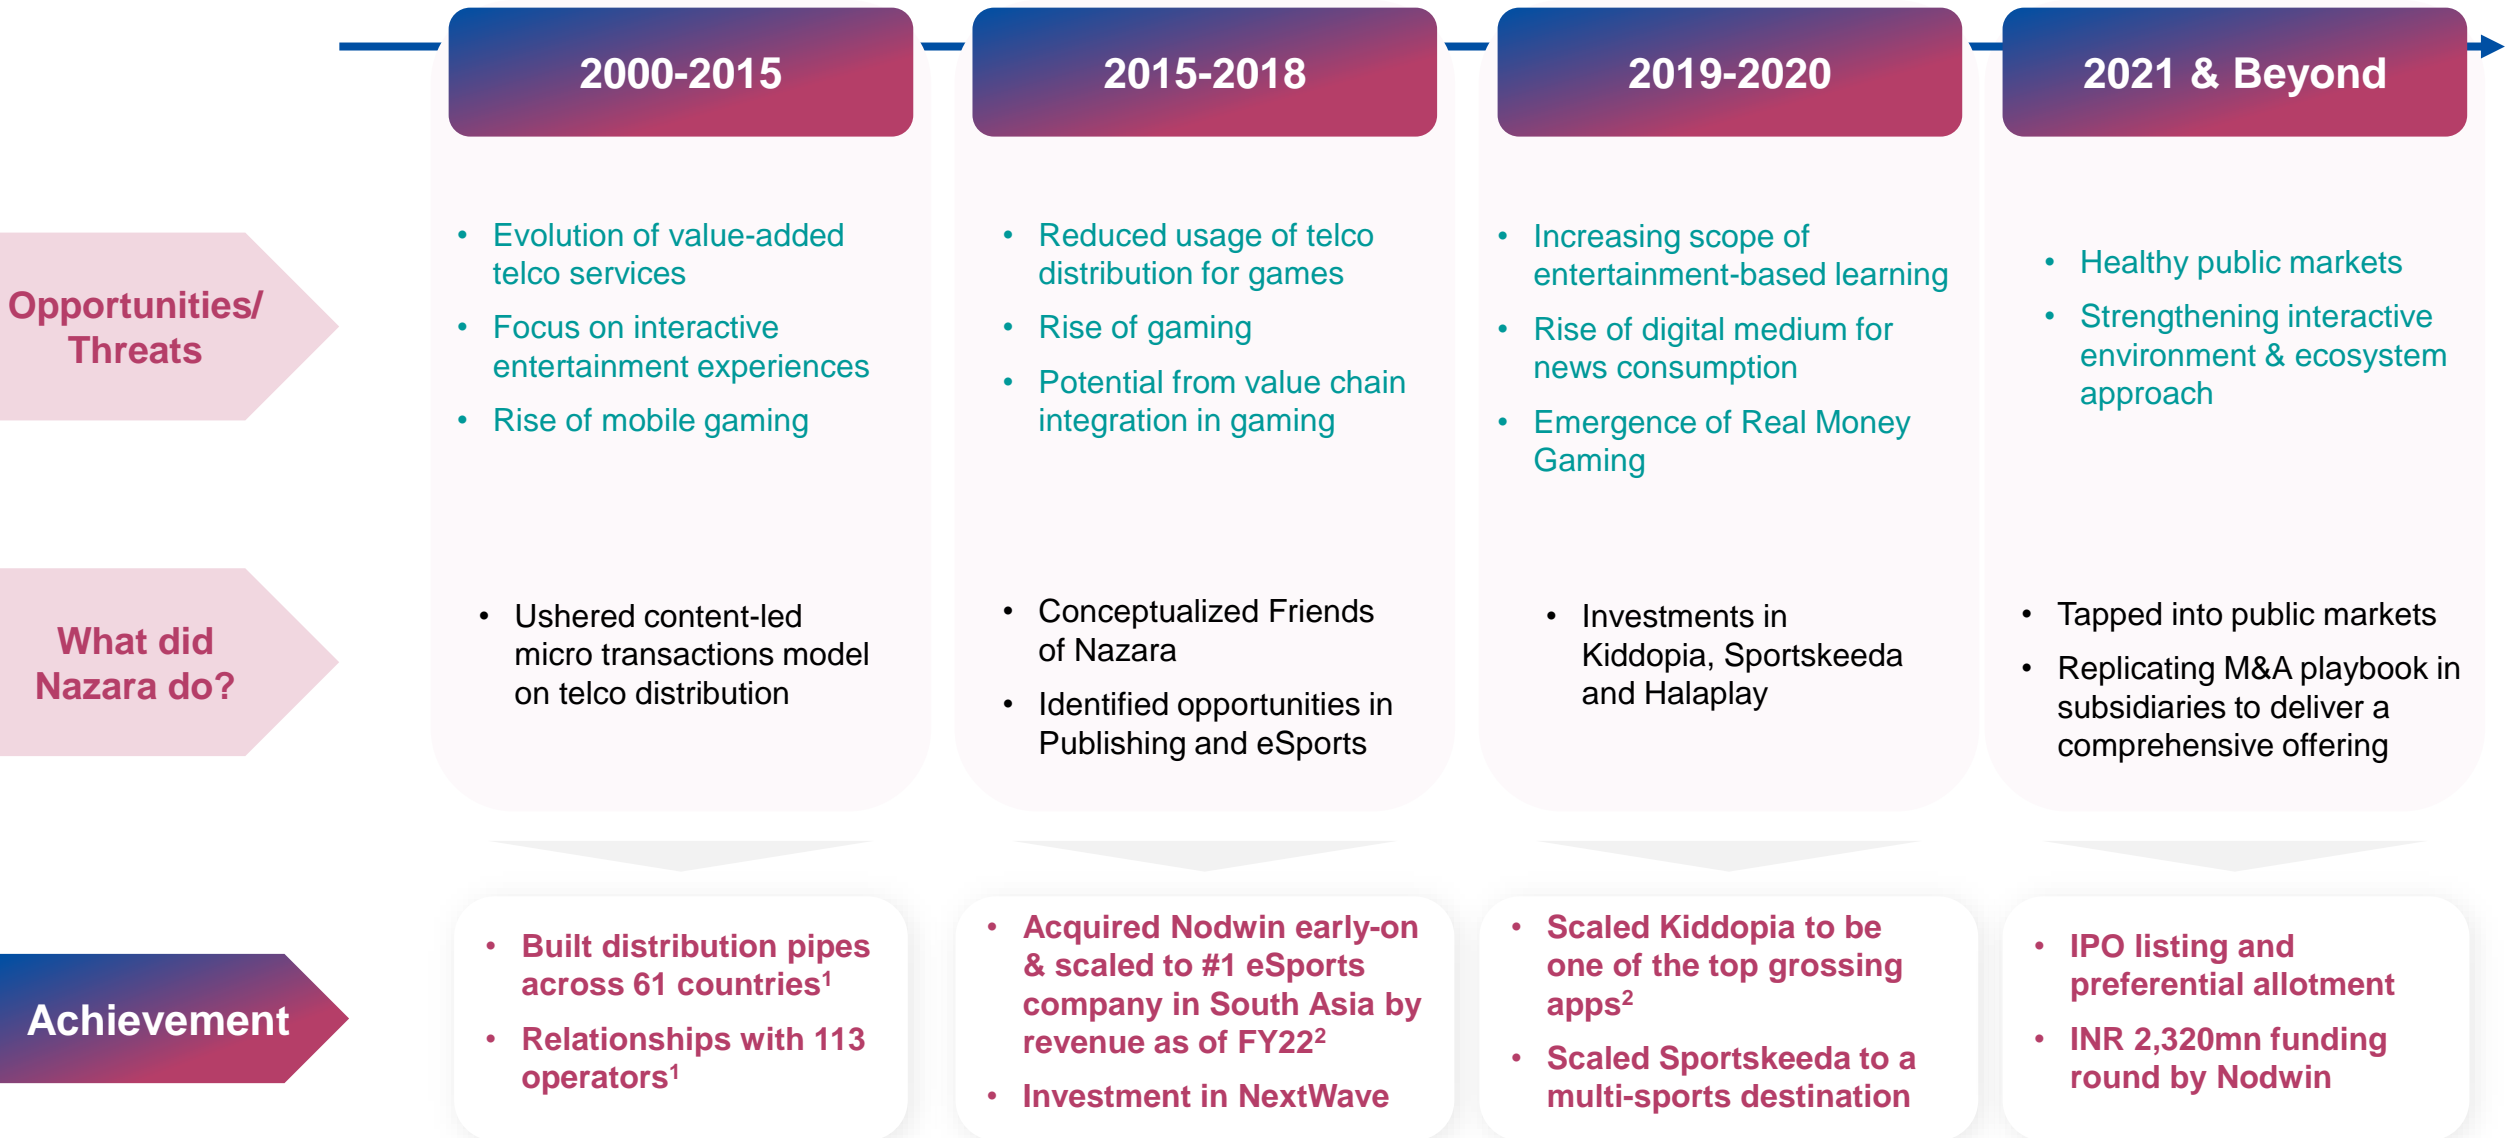 2000-2015
2015-2018
2019-2020
2021 & Beyond
Opportunities/
Threats
• Evolution of value-added
telco services
• Focus on interactive
entertainment experiences
• Rise of mobile gaming
• Reduced usage of telco
distribution for games
• Rise of gaming
• Potential from value chain
integration in gaming
• Increasing scope of
entertainment-based learning
• Rise of digital medium for
news consumption
• Emergence of Real Money
Gaming
• Healthy public markets
• Strengthening interactive
environment & ecosystem
approach
What did
Nazara do?
• Ushered content-led
micro transactions model
on telco distribution
• Conceptualized Friends
of Nazara
• Identified opportunities in
Publishing and eSports
• Investments in
Kiddopia, Sportskeeda
and Halaplay
• Tapped into public markets
• Replicating M&A playbook in
subsidiaries to deliver a
comprehensive offering
Achievement
• Built distribution pipes
across 61 countries¹
• Relationships with 113
operators¹
• Acquired Nodwin early-on
& scaled to #1 eSports
company in South Asia by
revenue as of FY22²
• Investment in NextWave
• Scaled Kiddopia to be
one of the top grossing
apps²
• Scaled Sportskeeda to a
multi-sports destination
• IPO listing and
preferential allotment
• INR 2,320mn funding
round by Nodwin